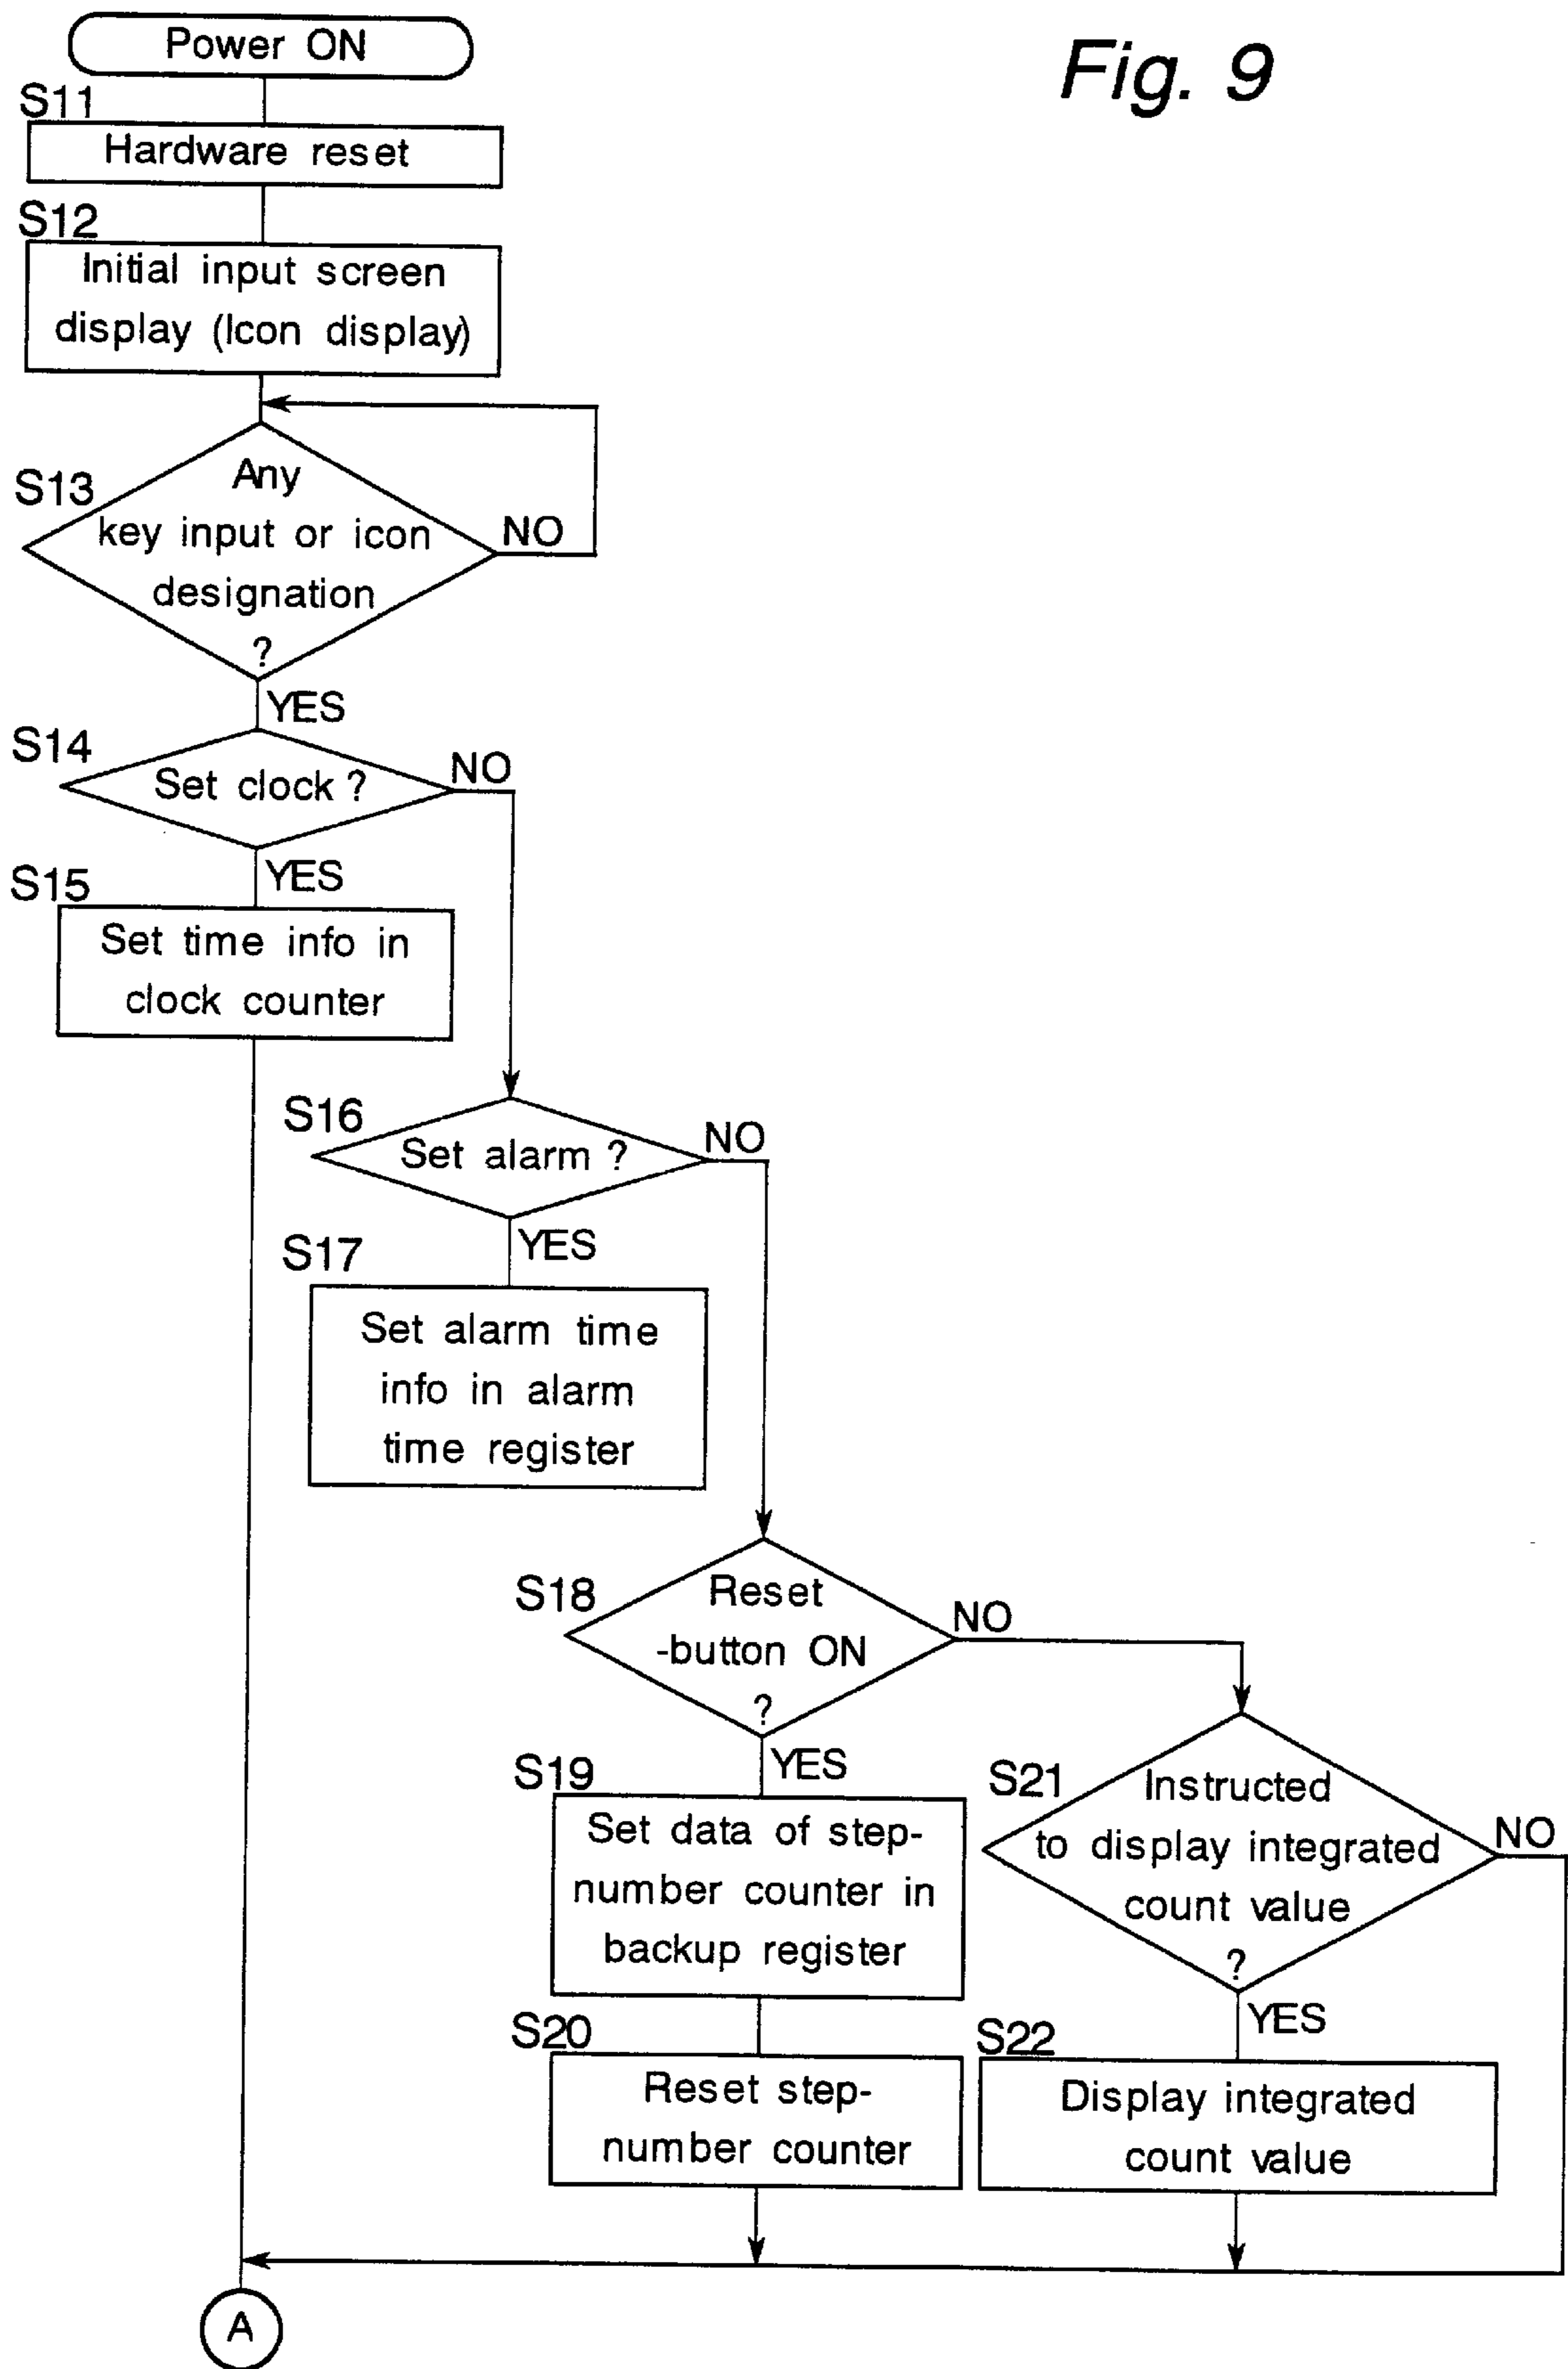 Fig. 9
Power ON
S11
Hardware reset
S12
Initial input screen
display (Icon display)
S13
Any
key input or icon
designation
?
NO
YES
S14
Set clock ?
NO
YES
S15
Set time info in
clock counter
S16
Set alarm ?
NO
YES
S17
Set alarm time
info in alarm
time register
S18
Reset
-button ON
?
NO
YES
S19
Set data of step-
number counter in
backup register
S20
Reset step-
number counter
S21
Instructed
to display integrated
count value
?
NO
YES
S22
Display integrated
count value
A